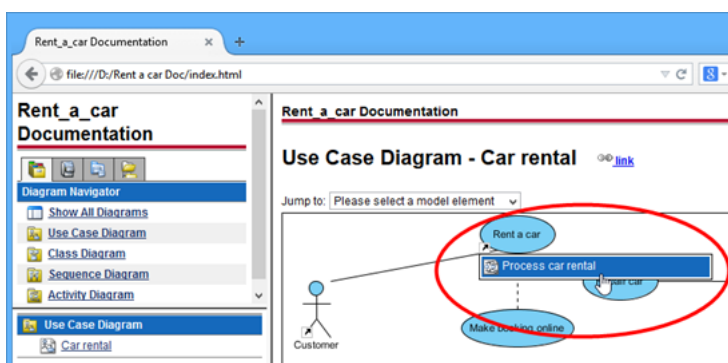 Rent_a_car Documentation
file:///D:/Rent a car Doc/index.html
Rent_a_car
Documentation
Diagram Navigator
Show All Diagrams
Use Case Diagram
Class Diagram
Sequence Diagram
Activity Diagram
Use Case Diagram
Car rental
Rent_a_car Documentation
Use Case Diagram - Car rental link
Jump to: Please select a model element
Rent a car
Process car rental
car
Make booking online
Customer